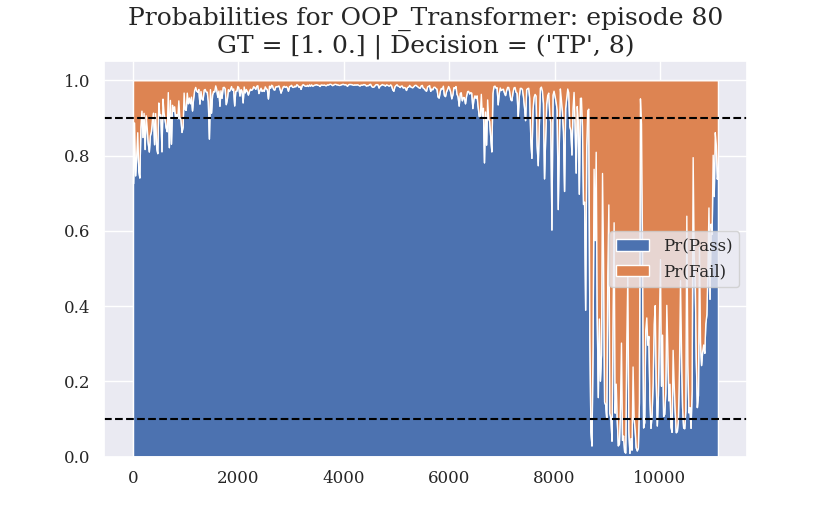 Probabilities for OOP_Transformer: episode 80
GT = [1. 0.] | Decision = ('TP', 8)
1.0
0.8
0.6
0.4
0.2
0.0
Pr(Pass)
Pr(Fail)
0 2000 4000 6000 8000 10000